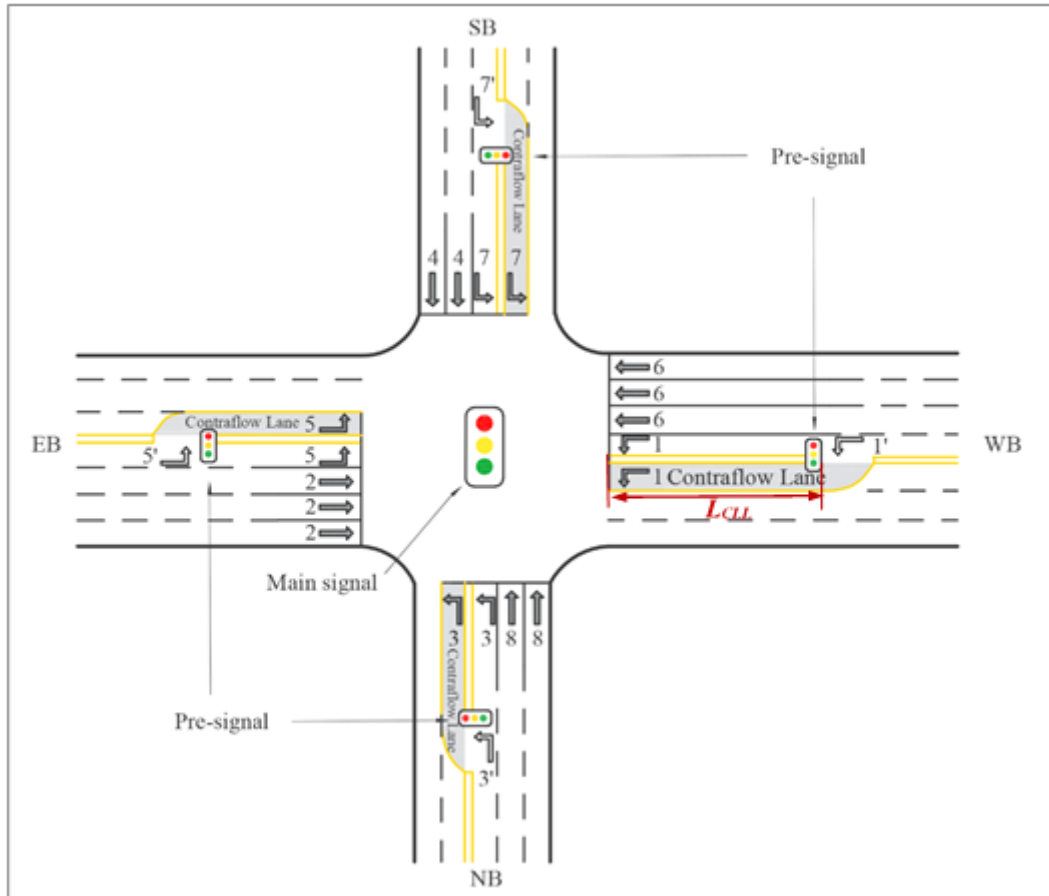 SB
7'
Contraflow Lane
Pre-signal
4 4 7 7
6
6
6
Contraflow Lane 5
1 1'
EB
WB
5' 5
1 Contraflow Lane
2
L_CLL
2
2
Main signal
3 3 8 8
Contraflow Lane
Pre-signal
3'
NB